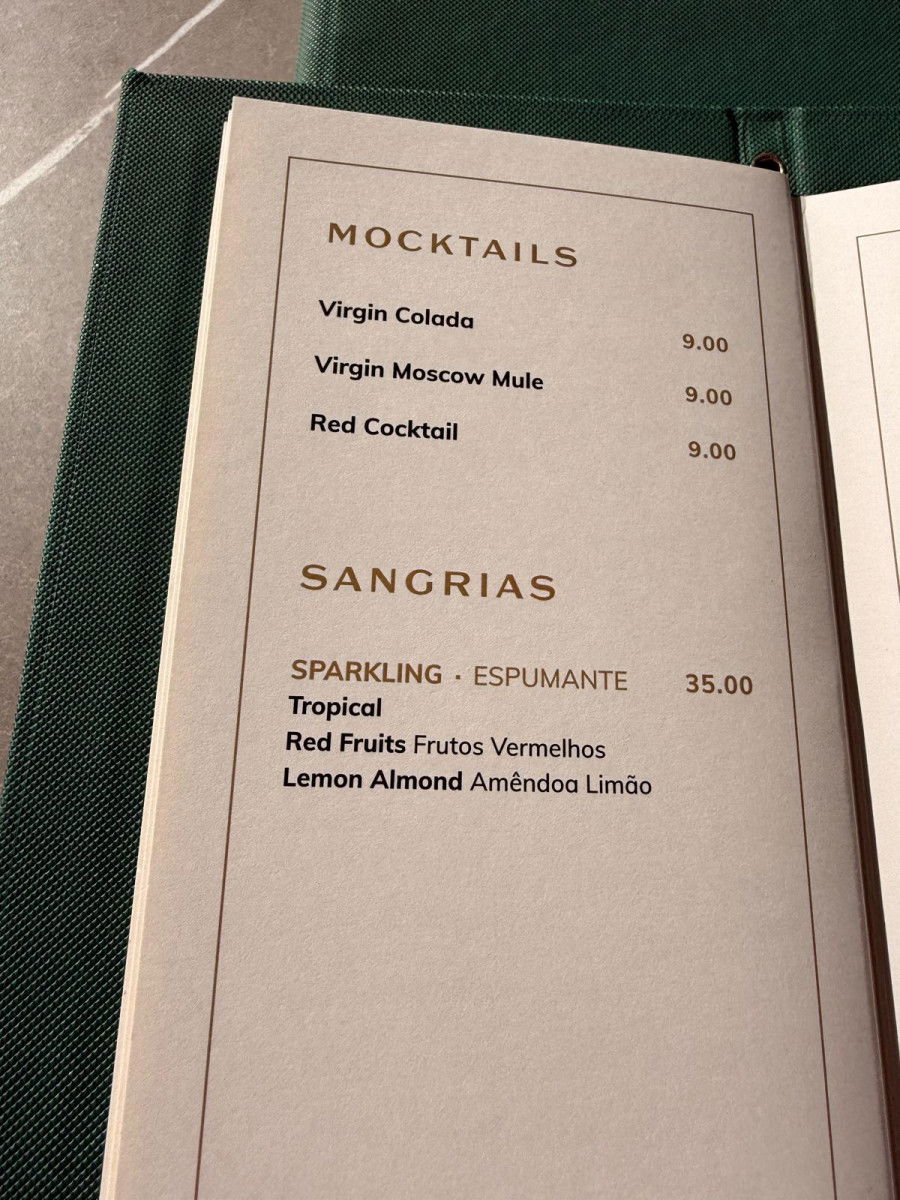 MOCKTAILS
Virgin Colada 9.00
Virgin Moscow Mule 9.00
Red Cocktail 9.00
SANGRIAS
SPARKLING · ESPUMANTE 35.00
Tropical
Red Fruits Frutos Vermelhos
Lemon Almond Amêndoa Limão